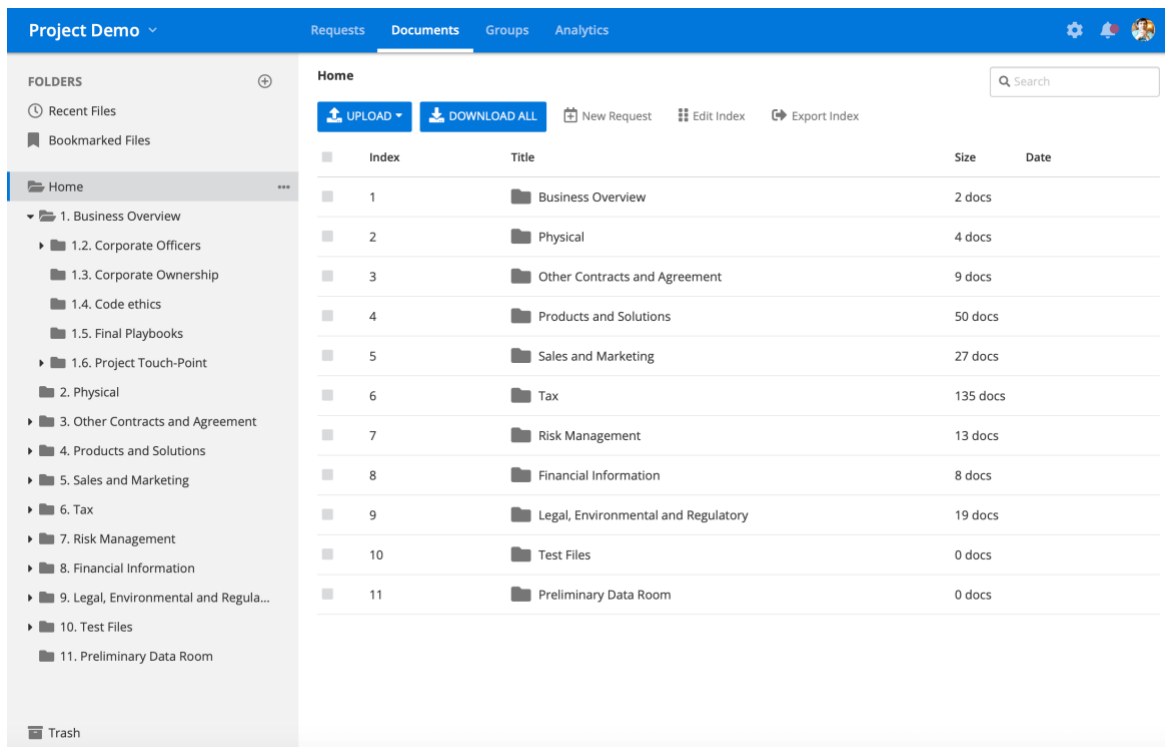 Project Demo
Requests Documents Groups Analytics
FOLDERS
Recent Files
Bookmarked Files
Home
1. Business Overview
1.2. Corporate Officers
1.3. Corporate Ownership
1.4. Code ethics
1.5. Final Playbooks
1.6. Project Touch-Point
2. Physical
3. Other Contracts and Agreement
4. Products and Solutions
5. Sales and Marketing
6. Tax
7. Risk Management
8. Financial Information
9. Legal, Environmental and Regula...
10. Test Files
11. Preliminary Data Room
Trash
Home
Search
UPLOAD DOWNLOAD ALL New Request Edit Index Export Index
Index Title Size Date
1 Business Overview 2 docs
2 Physical 4 docs
3 Other Contracts and Agreement 9 docs
4 Products and Solutions 50 docs
5 Sales and Marketing 27 docs
6 Tax 135 docs
7 Risk Management 13 docs
8 Financial Information 8 docs
9 Legal, Environmental and Regulatory 19 docs
10 Test Files 0 docs
11 Preliminary Data Room 0 docs